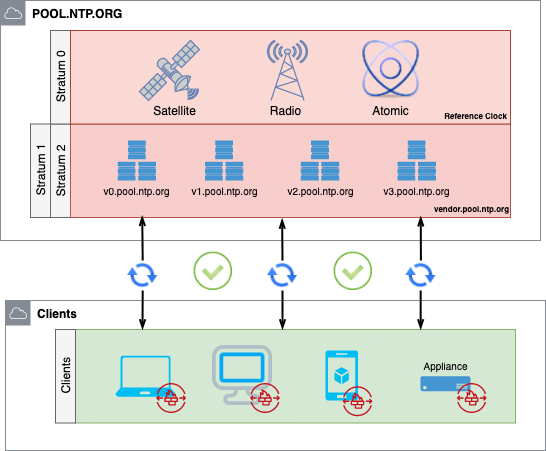 POOL.NTP.ORG
Stratum 0
Satellite
Radio
Atomic
Reference Clock
Stratum 1
Stratum 2
v0.pool.ntp.org
v1.pool.ntp.org
v2.pool.ntp.org
v3.pool.ntp.org
vendor.pool.ntp.org
Clients
Clients
Appliance